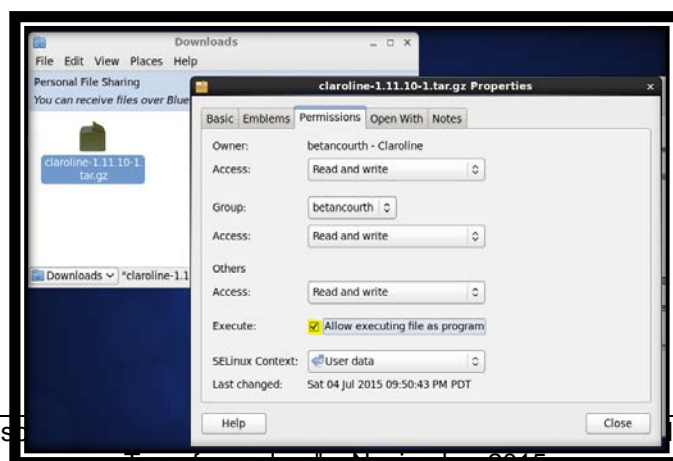 Downloads
File Edit View Places Help
Personal File Sharing
You can receive files over Blue
claroline-1.11.10-1.
tar.gz
Downloads "claroline-1.1
claroline-1.11.10-1.tar.gz Properties
Basic Emblems Permissions Open With Notes
Owner: betancourth - Claroline
Access: Read and write
Group: betancourth
Access: Read and write
Others
Access: Read and write
Execute: Allow executing file as program
SELinux Context: User data
Last changed: Sat 04 Jul 2015 09:50:43 PM PDT
Help Close